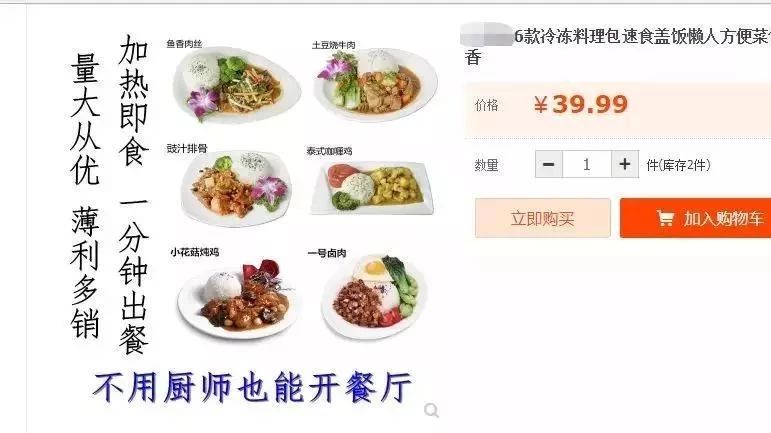 加热即食 一分钟出餐
量大从优 薄利多销
鱼香肉丝
土豆烧牛肉
豉汁排骨
泰式咖喱鸡
小花菇炖鸡
一号卤肉
不用厨师也能开餐厅
6款冷冻料理包速食盖饭懒人方便菜
香
价格
¥39.99
数量
− 1 + 件(库存2件)
立即购买
加入购物车